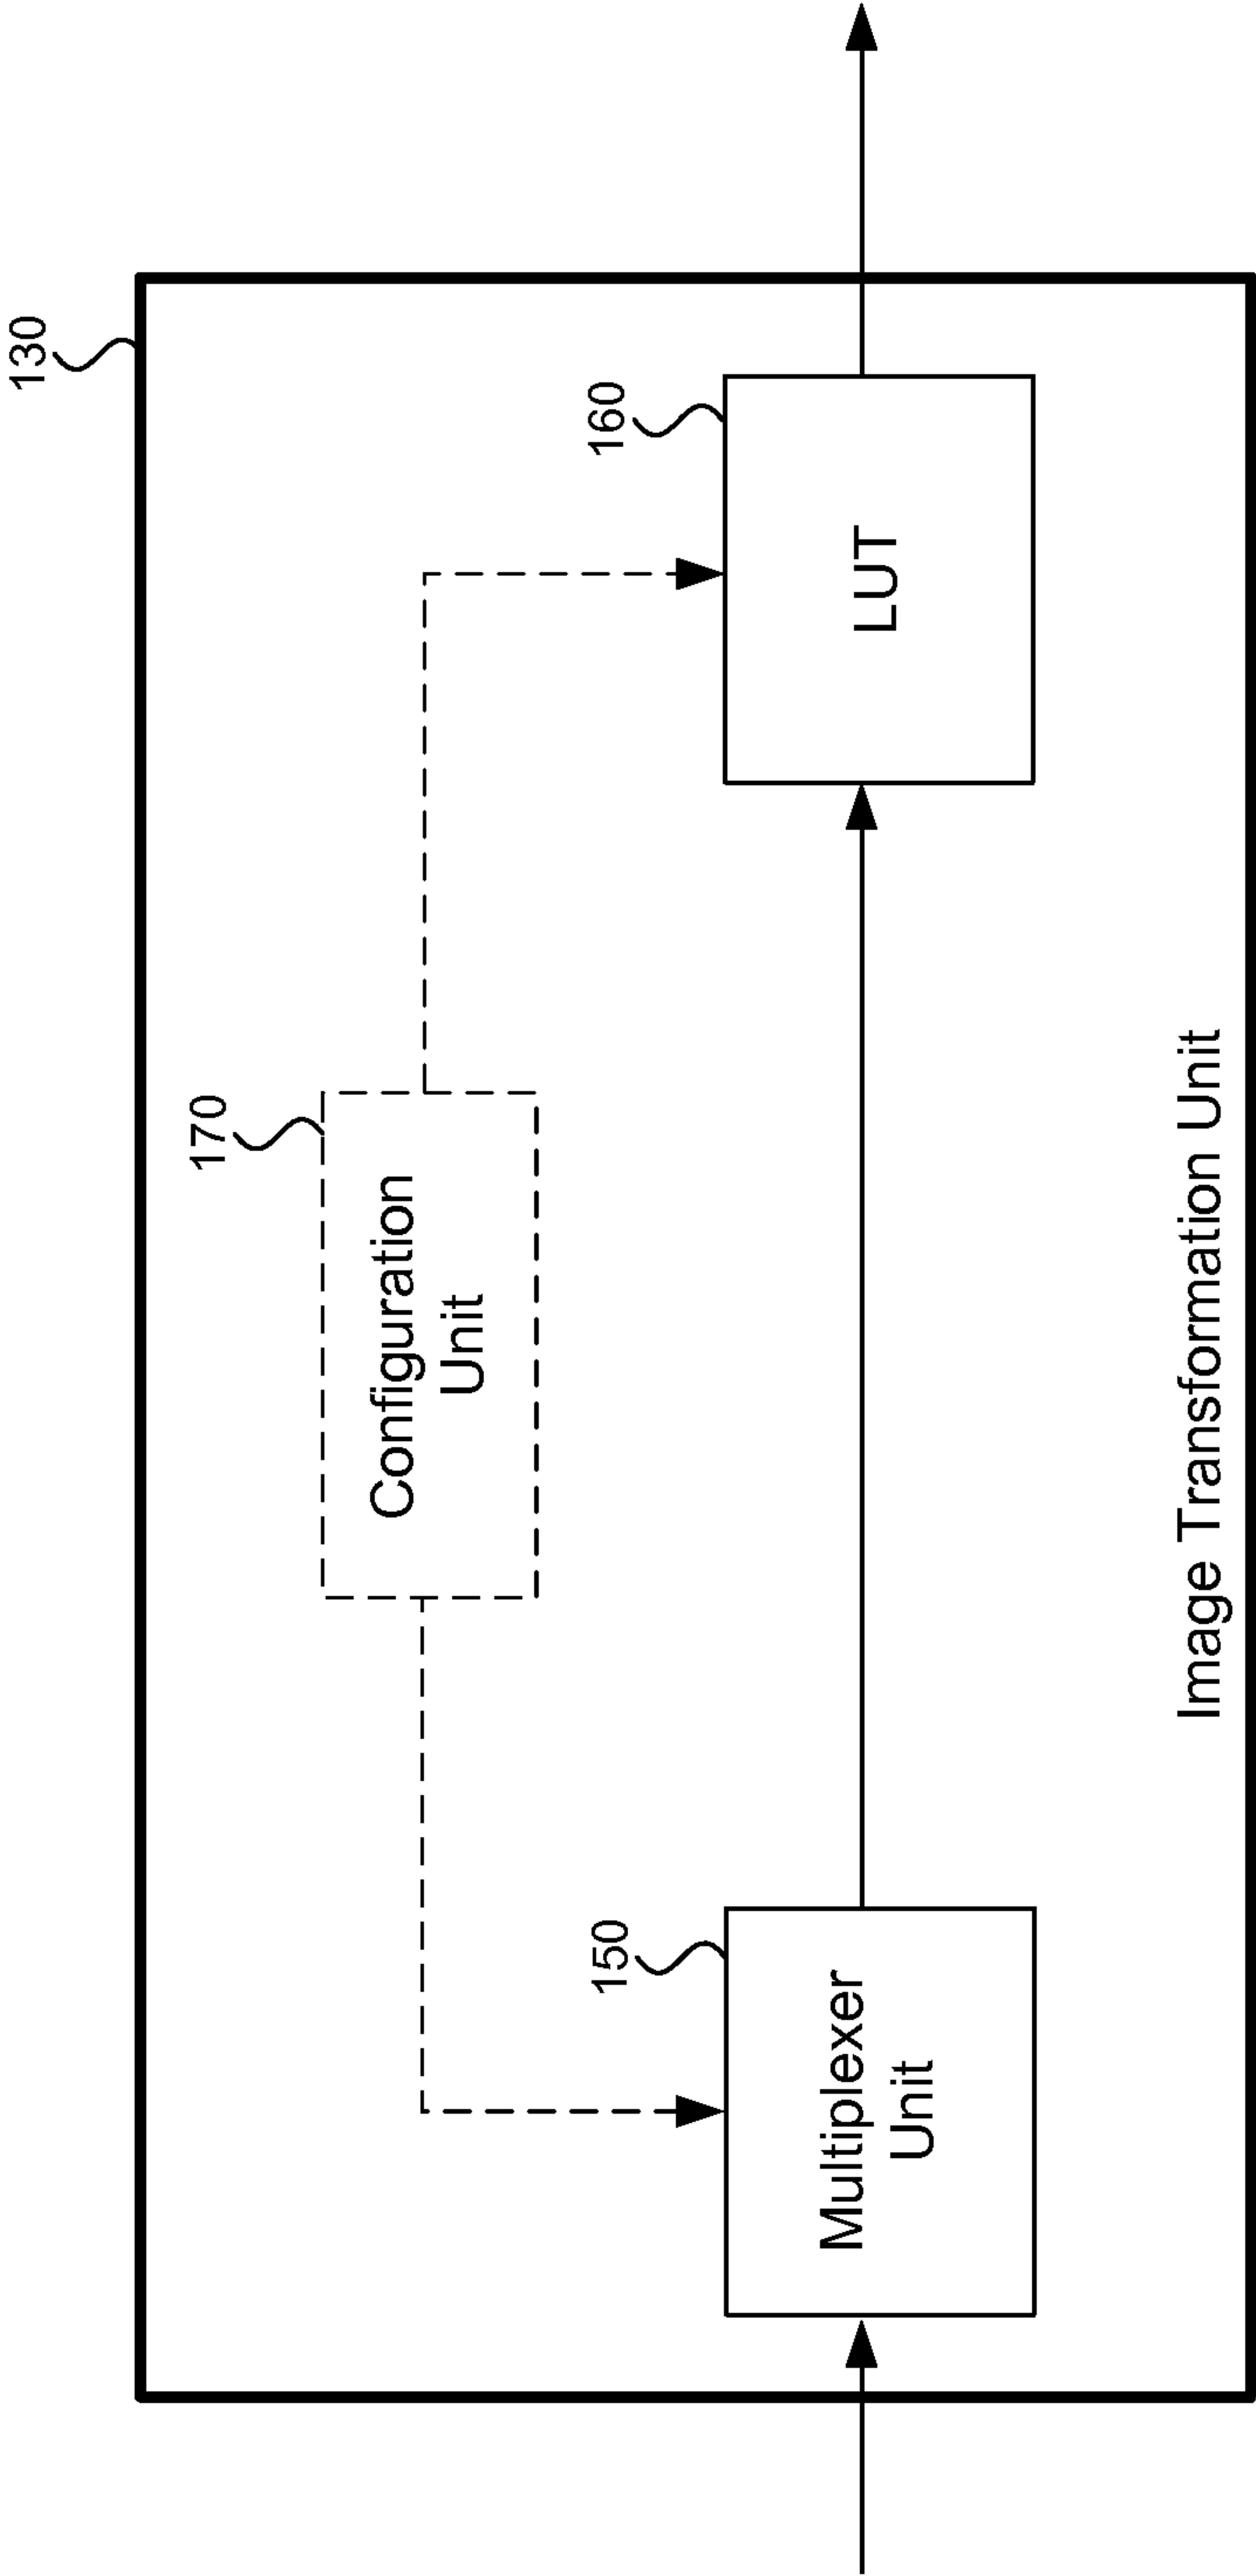 130
170
Configuration
Unit
150
Multiplexer
Unit
160
LUT
Image Transformation Unit